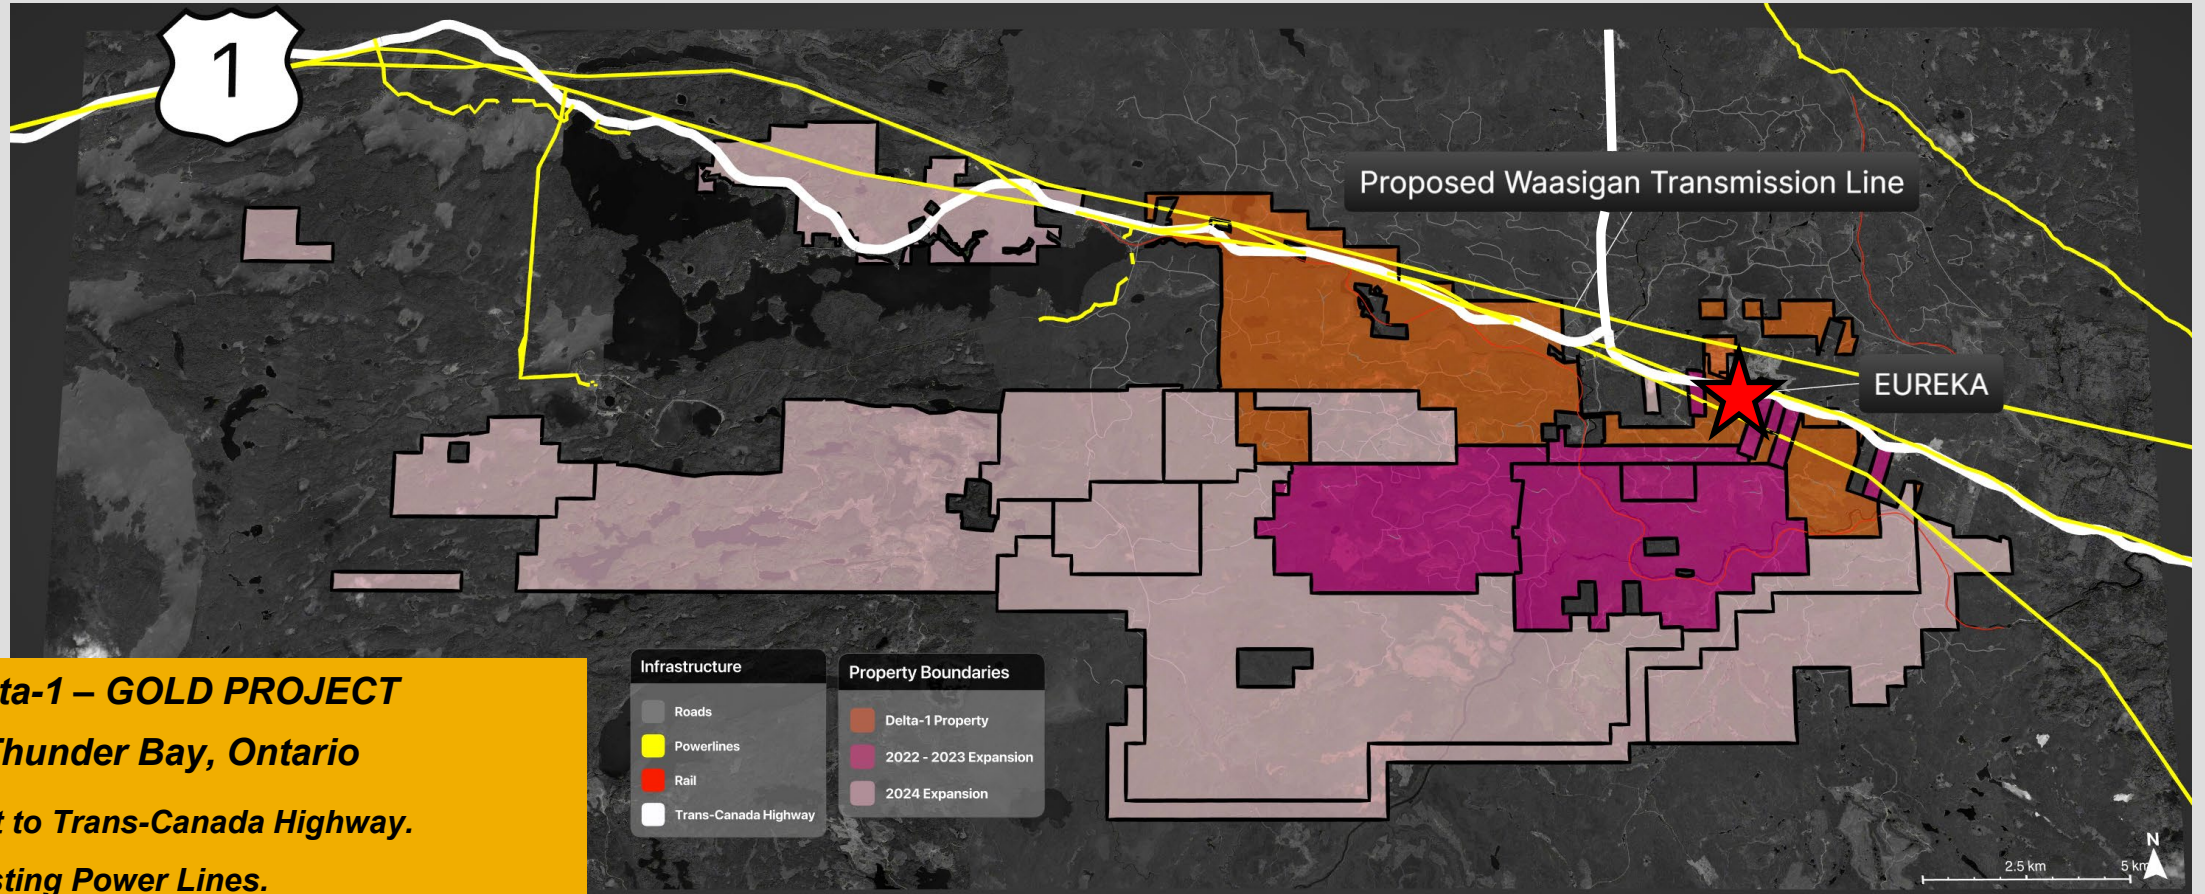 1
Proposed Waasigan Transmission Line
EUREKA
ta-1 – GOLD PROJECT
Thunder Bay, Ontario
t to Trans-Canada Highway.
sting Power Lines.
Infrastructure
Roads
Powerlines
Rail
Trans-Canada Highway
Property Boundaries
Delta-1 Property
2022 - 2023 Expansion
2024 Expansion
N
2.5 km
5 km